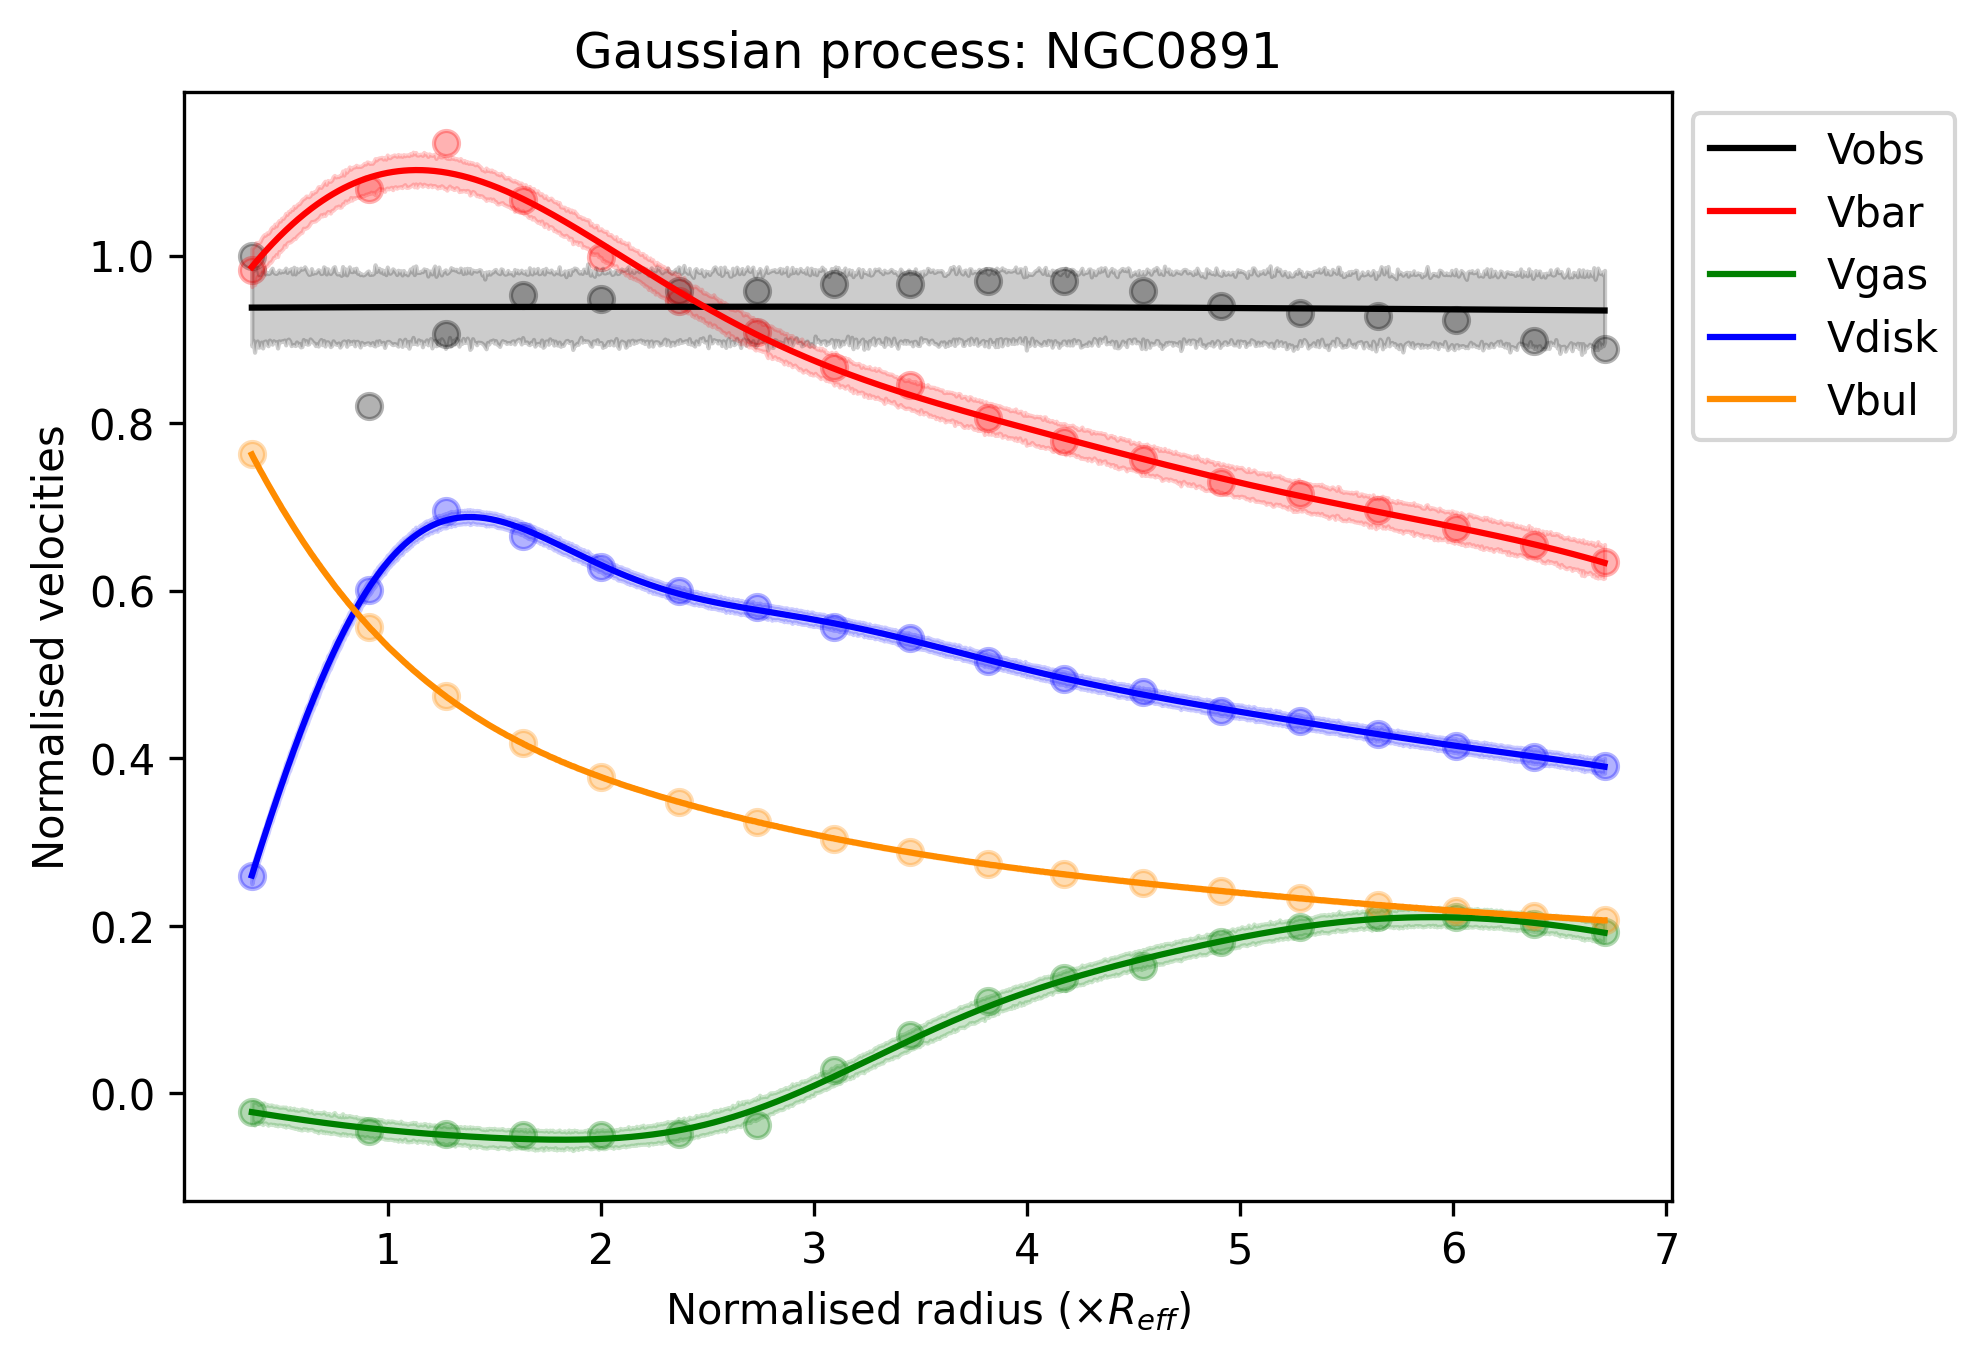 Gaussian process: NGC0891
Vobs
Vbar
Vgas
Vdisk
Vbul
Normalised velocities
1.0
0.8
0.6
0.4
0.2
0.0
1 2 3 4 5 6 7
Normalised radius (×R_eff)